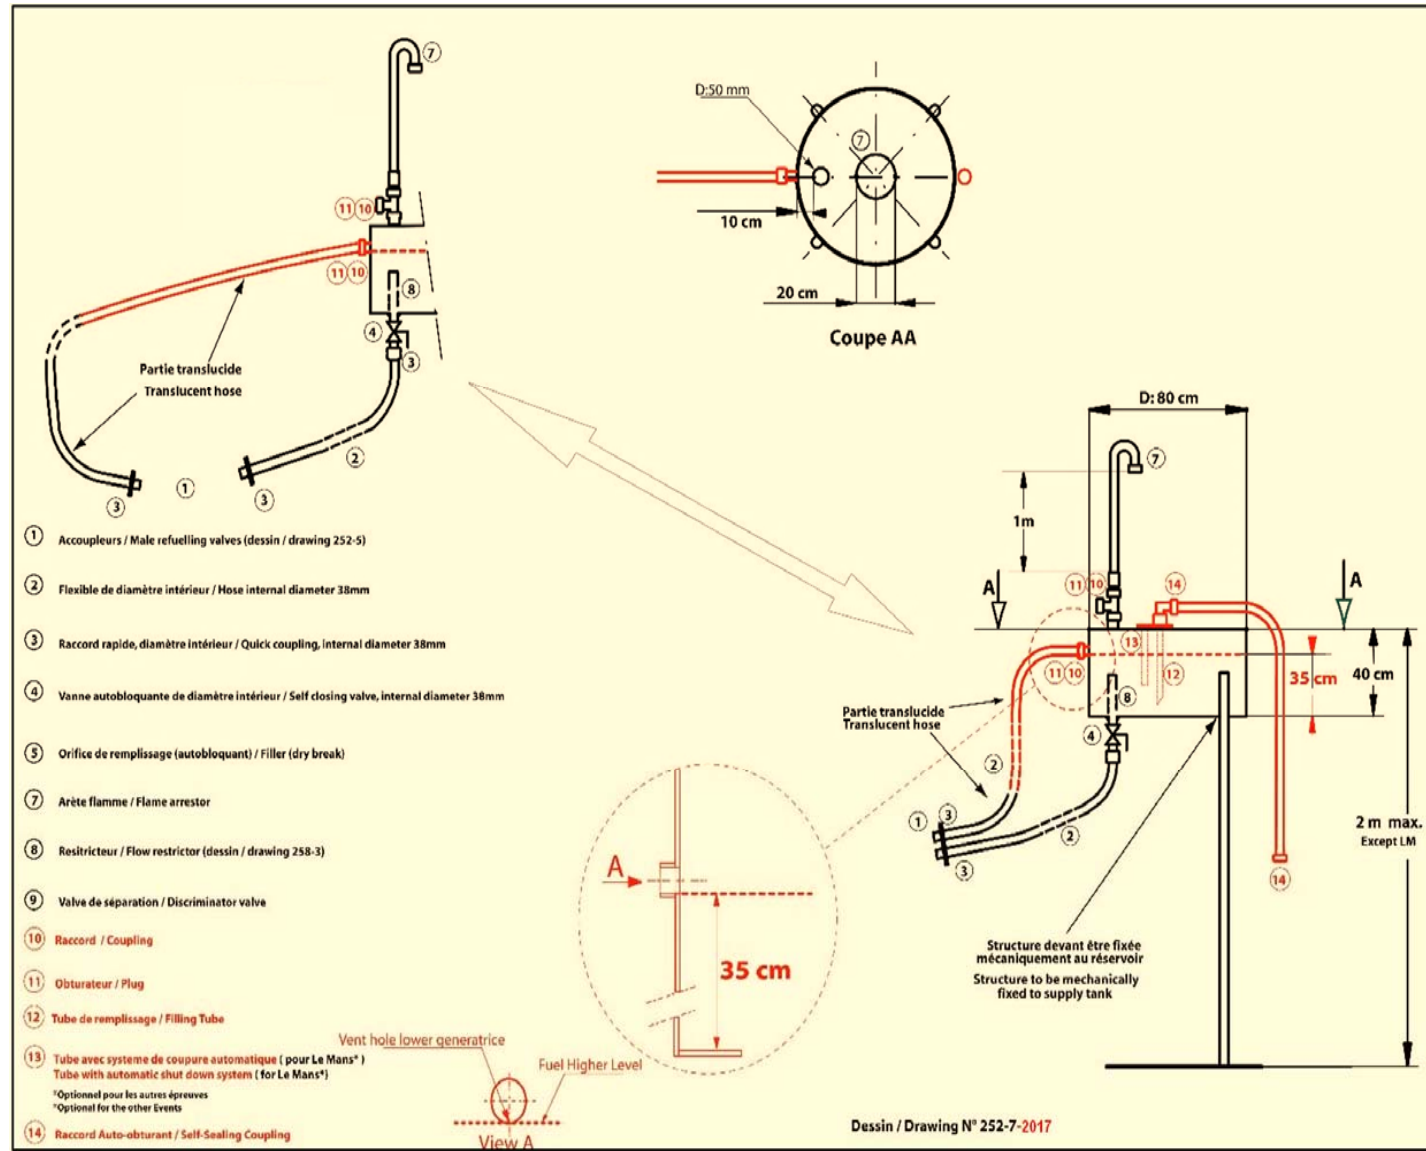 7
D:50 mm
7
11 10
10 cm
11 10
8
20 cm
4
Coupe AA
3
Partie translucide
Translucent hose
D: 80 cm
2
7
1
3
3
1m
1 Accoupleurs / Male refuelling valves (dessin / drawing 252-5)
2 Flexible de diamètre intérieur / Hose internal diameter 38mm
3 Raccord rapide, diamètre intérieur / Quick coupling, internal diameter 38mm
4 Vanne autobloquante de diamètre intérieur / Self closing valve, internal diameter 38mm
5 Orifice de remplissage (autobloquant) / Filler (dry break)
7 Arète flamme / Flame arrestor
8 Resitricteur / Flow restrictor (dessin / drawing 258-3)
9 Valve de séparation / Discriminator valve
10 Raccord / Coupling
11 Obturateur / Plug
12 Tube de remplissage / Filling Tube
13 Tube avec systeme de coupure automatique ( pour Le Mans* )
Tube with automatic shut down system ( for Le Mans*)
*Optionnel pour les autres épreuves
*Optional for the other Events
14 Raccord Auto-obturant / Self-Sealing Coupling
A
11 10
14
A
13
11 10
12
35 cm
40 cm
8
Partie translucide
Translucent hose
4
2
1
3
2
3
2 m max.
Except LM
14
A
35 cm
Structure devant être fixée
mécaniquement au réservoir
Structure to be mechanically
fixed to supply tank
Vent hole lower generatrice
Fuel Higher Level
View A
Dessin / Drawing N° 252-7-2017